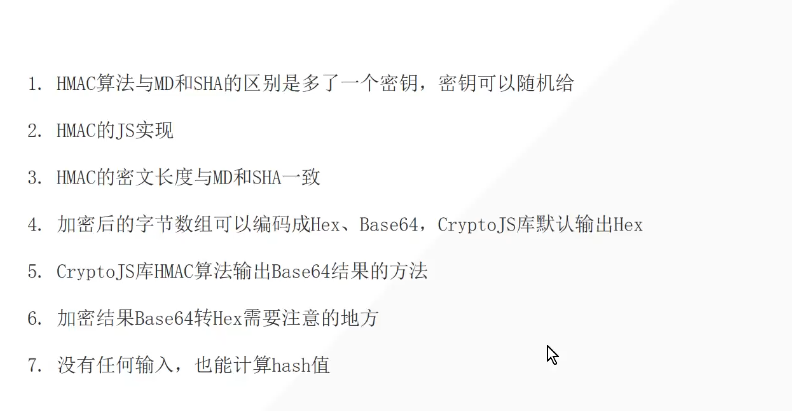 1. HMAC算法与MD和SHA的区别是多了一个密钥，密钥可以随机给
2. HMAC的JS实现
3. HMAC的密文长度与MD和SHA一致
4. 加密后的字节数组可以编码成Hex、Base64，CryptoJS库默认输出Hex
5. CryptoJS库HMAC算法输出Base64结果的方法
6. 加密结果Base64转Hex需要注意的地方
7. 没有任何输入，也能计算hash值